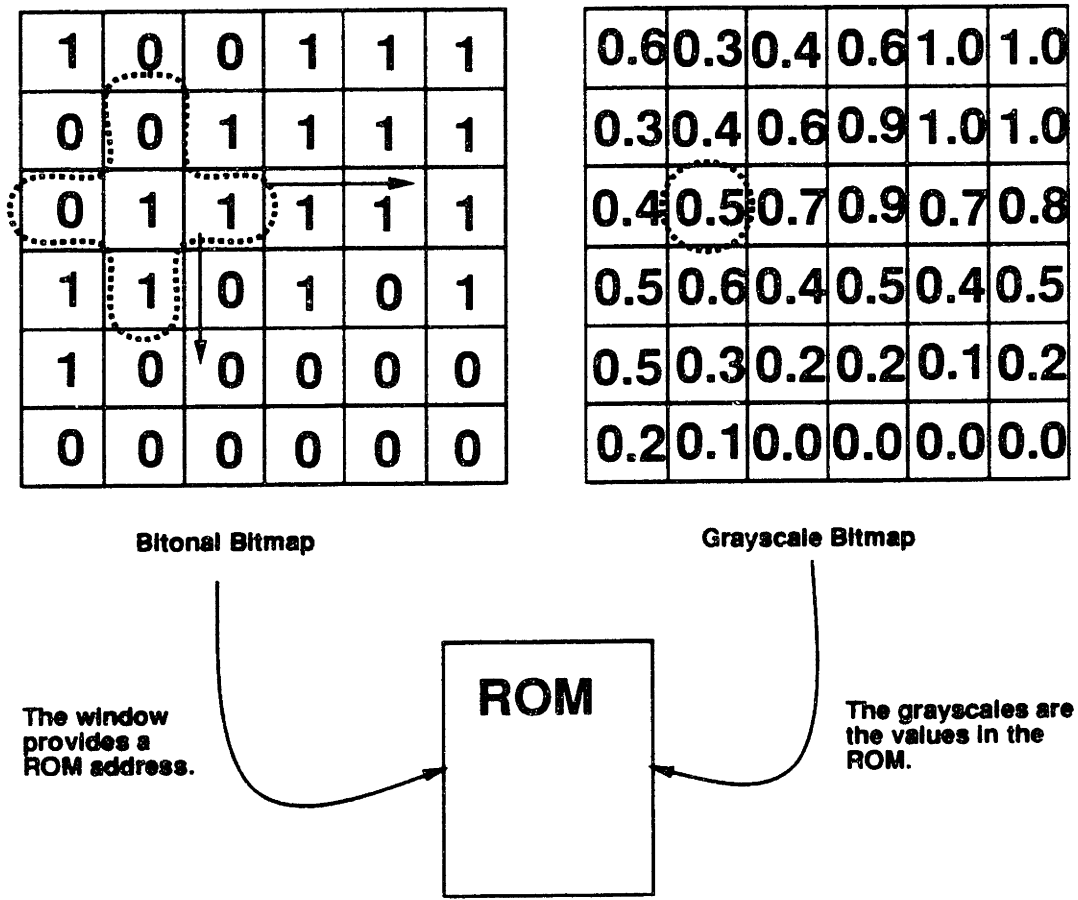 1 0 0 1 1 1
0 0 1 1 1 1
0 1 1 1 1 1
1 1 0 1 0 1
1 0 0 0 0 0
0 0 0 0 0 0
Bitonal Bitmap
0.6 0.3 0.4 0.6 1.0 1.0
0.3 0.4 0.6 0.9 1.0 1.0
0.4 0.5 0.7 0.9 0.7 0.8
0.5 0.6 0.4 0.5 0.4 0.5
0.5 0.3 0.2 0.2 0.1 0.2
0.2 0.1 0.0 0.0 0.0 0.0
Grayscale Bitmap
The window
provides a
ROM address.
ROM
The grayscales are
the values in the
ROM.